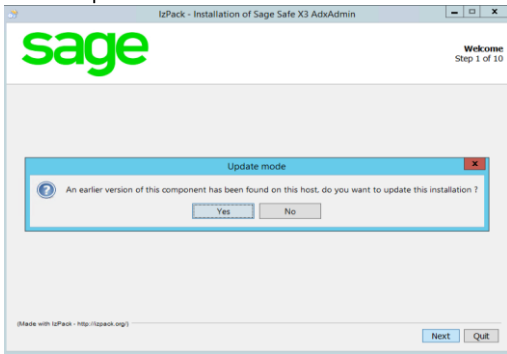 IzPack - Installation of Sage Safe X3 AdxAdmin
sage
Welcome
Step 1 of 10
Update mode
An earlier version of this component has been found on this host, do you want to update this installation ?
Yes
No
(Made with IzPack - http://izpack.org/)
Next
Quit